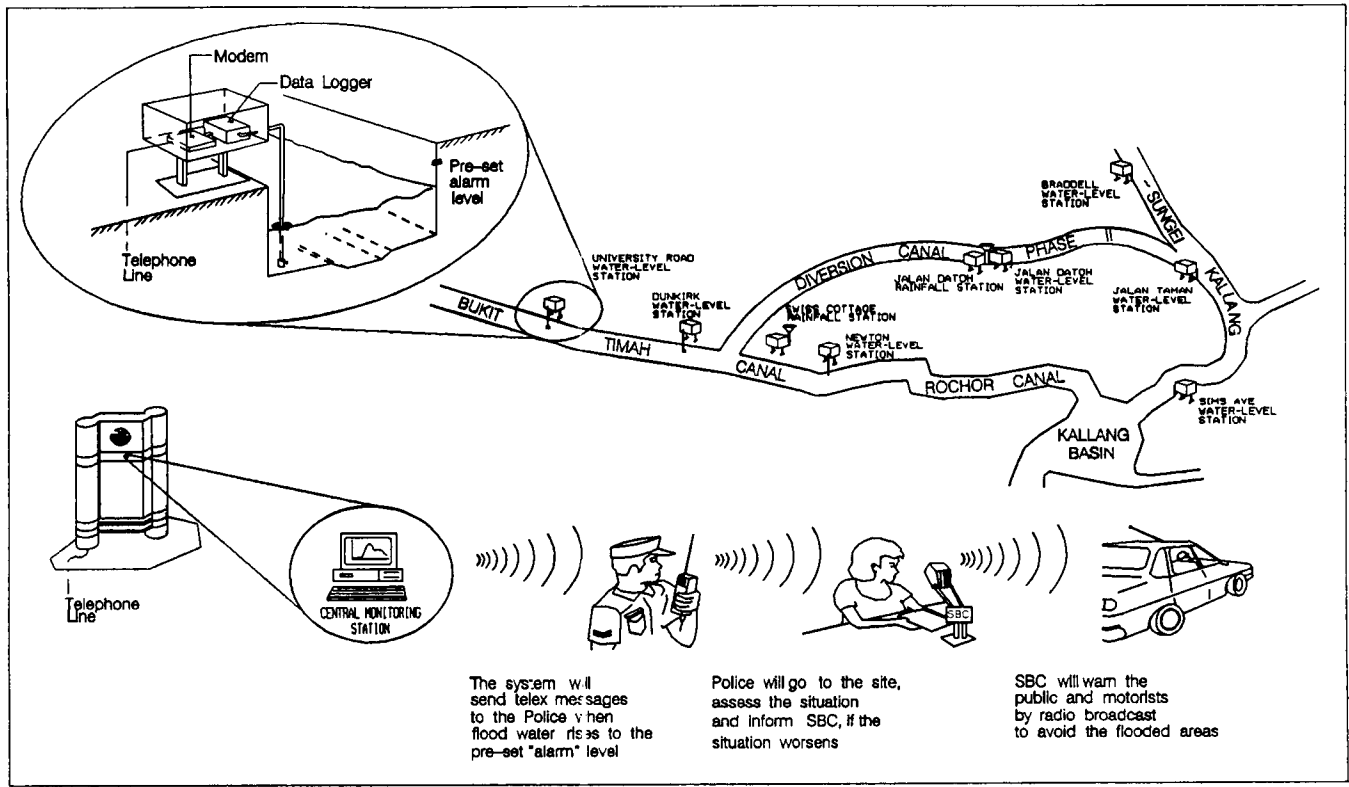 Modem
Data Logger
Pre-set
alarm
level
Telephone
Line
UNIVERSITY ROAD
WATER-LEVEL
STATION
DUNKIRK
WATER-LEVEL
STATION
BRADDELL
WATER-LEVEL
STATION
SUNGEI KALLANG
DIVERSION CANAL PHASE II
JALAN DATOH
RAINFALL STATION
JALAN DATOH
WATER-LEVEL
STATION
JALAN TAMAN
WATER-LEVEL
STATION
SWISS COTTAGE
RAINFALL STATION
NEWTON
WATER-LEVEL
STATION
BUKIT TIMAH CANAL
ROCHOR CANAL
SIMS AVE
WATER-LEVEL
STATION
KALLANG
BASIN
Telephone
Line
CENTRAL MONITORING
STATION
SBC
The system will
send telex messages
to the Police when
flood water rises to the
pre-set "alarm" level
Police will go to the site,
assess the situation
and inform SBC, if the
situation worsens
SBC will warn the
public and motorists
by radio broadcast
to avoid the flooded areas